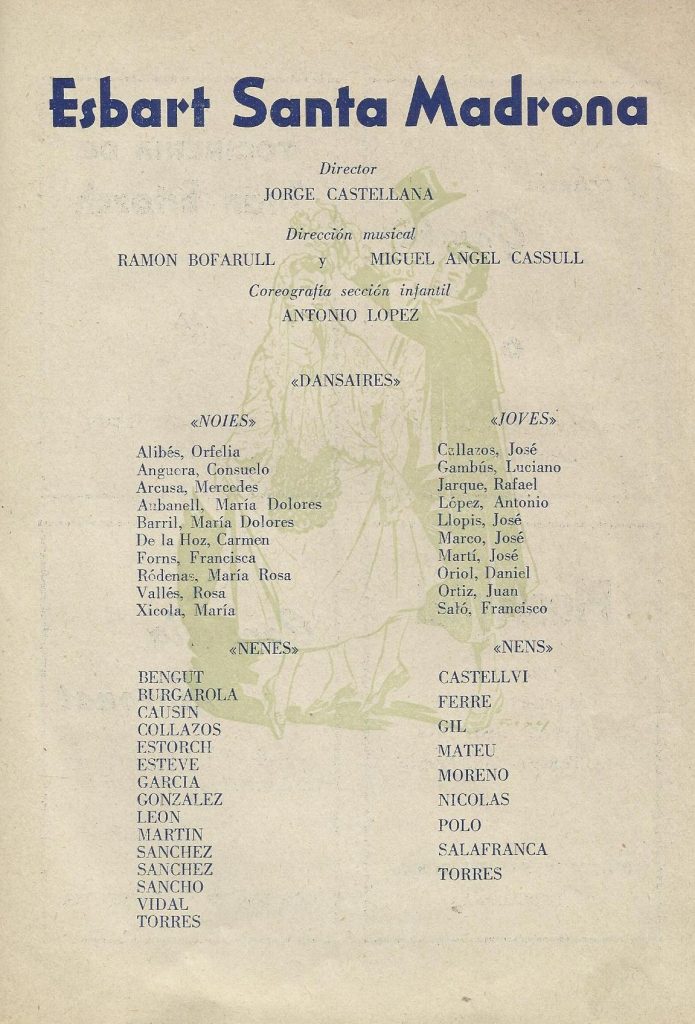 Esbart Santa Madrona
Director
JORGE CASTELLANA
Dirección musical
RAMON BOFARULL y MIGUEL ANGEL CASSULL
Coreografía sección infantil
ANTONIO LOPEZ
«DANSAIRES»
«NOIES»
Alibés, Orfelia
Anguera, Consuelo
Arcusa, Mercedes
Aubanell, María Dolores
Barril, María Dolores
De la Hoz, Carmen
Forns, Francisca
Ródenas, María Rosa
Vallés, Rosa
Xicola, María
«JOVES»
Callazos, José
Gambús, Luciano
Jarque, Rafael
López, Antonio
Llopis, José
Marco, José
Martí, José
Oriol, Daniel
Ortiz, Juan
Saló, Francisco
«NENES»
BENGUT
BURGAROLA
CAUSIN
COLLAZOS
ESTORCH
ESTEVE
GARCIA
GONZALEZ
LEON
MARTIN
SANCHEZ
SANCHEZ
SANCHO
VIDAL
TORRES
«NENS»
CASTELLVI
FERRE
GIL
MATEU
MORENO
NICOLAS
POLO
SALAFRANCA
TORRES